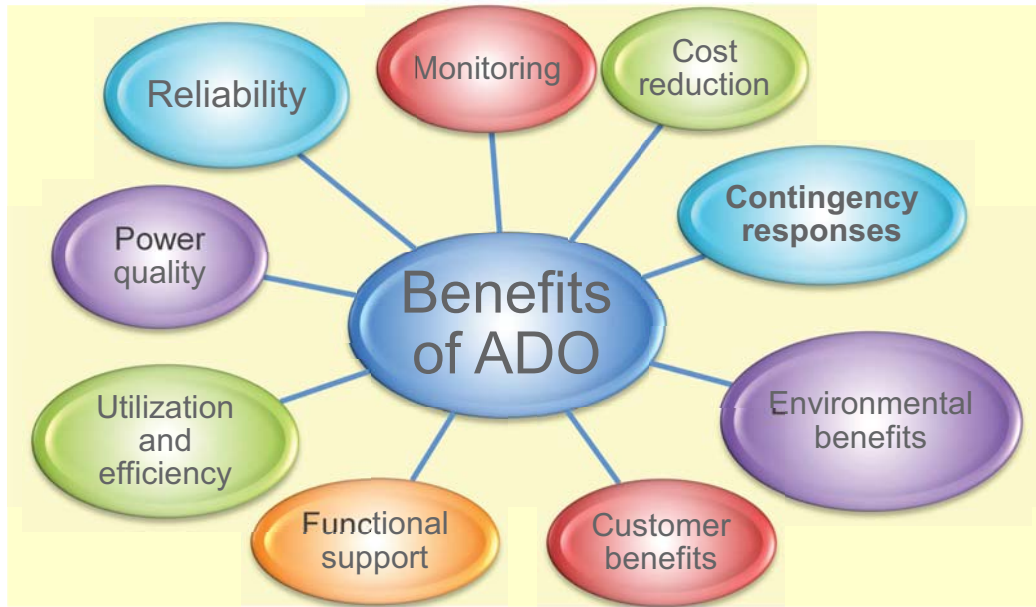 Reliability
Monitoring
Cost
reduction
Contingency
responses
Power
quality
Benefits
of ADO
Utilization
and
efficiency
Environmental
benefits
Functional
support
Customer
benefits